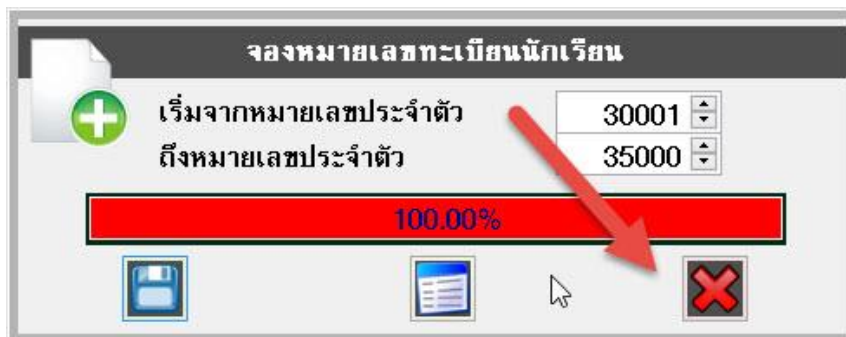 จองหมายเลขทะเบียนนักเรียน
เริ่มจากหมายเลขประจำตัว 30001
ถึงหมายเลขประจำตัว 35000
100.00%